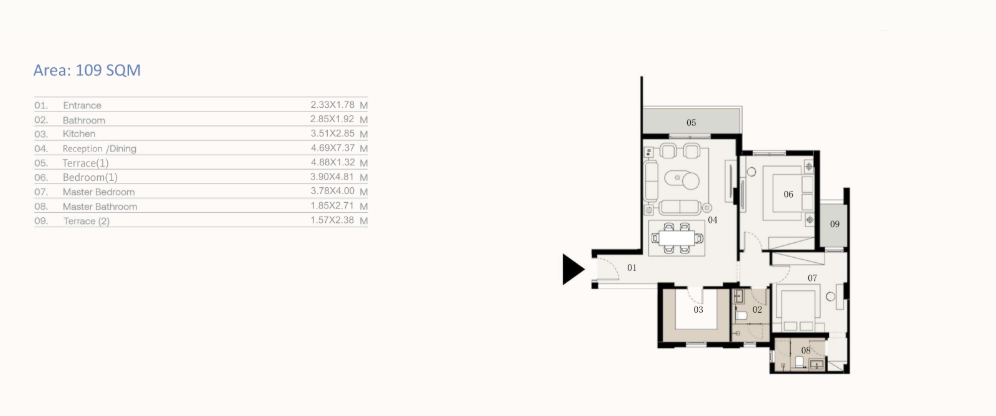 Area: 109 SQM
01. Entrance 2.33X1.78 M
02. Bathroom 2.85X1.92 M
03. Kitchen 3.51X2.85 M
04. Reception /Dining 4.69X7.37 M
05. Terrace(1) 4.88X1.32 M
06. Bedroom(1) 3.90X4.81 M
07. Master Bedroom 3.78X4.00 M
08. Master Bathroom 1.85X2.71 M
09. Terrace (2) 1.57X2.38 M
05
06
04
09
01
07
03
02
08